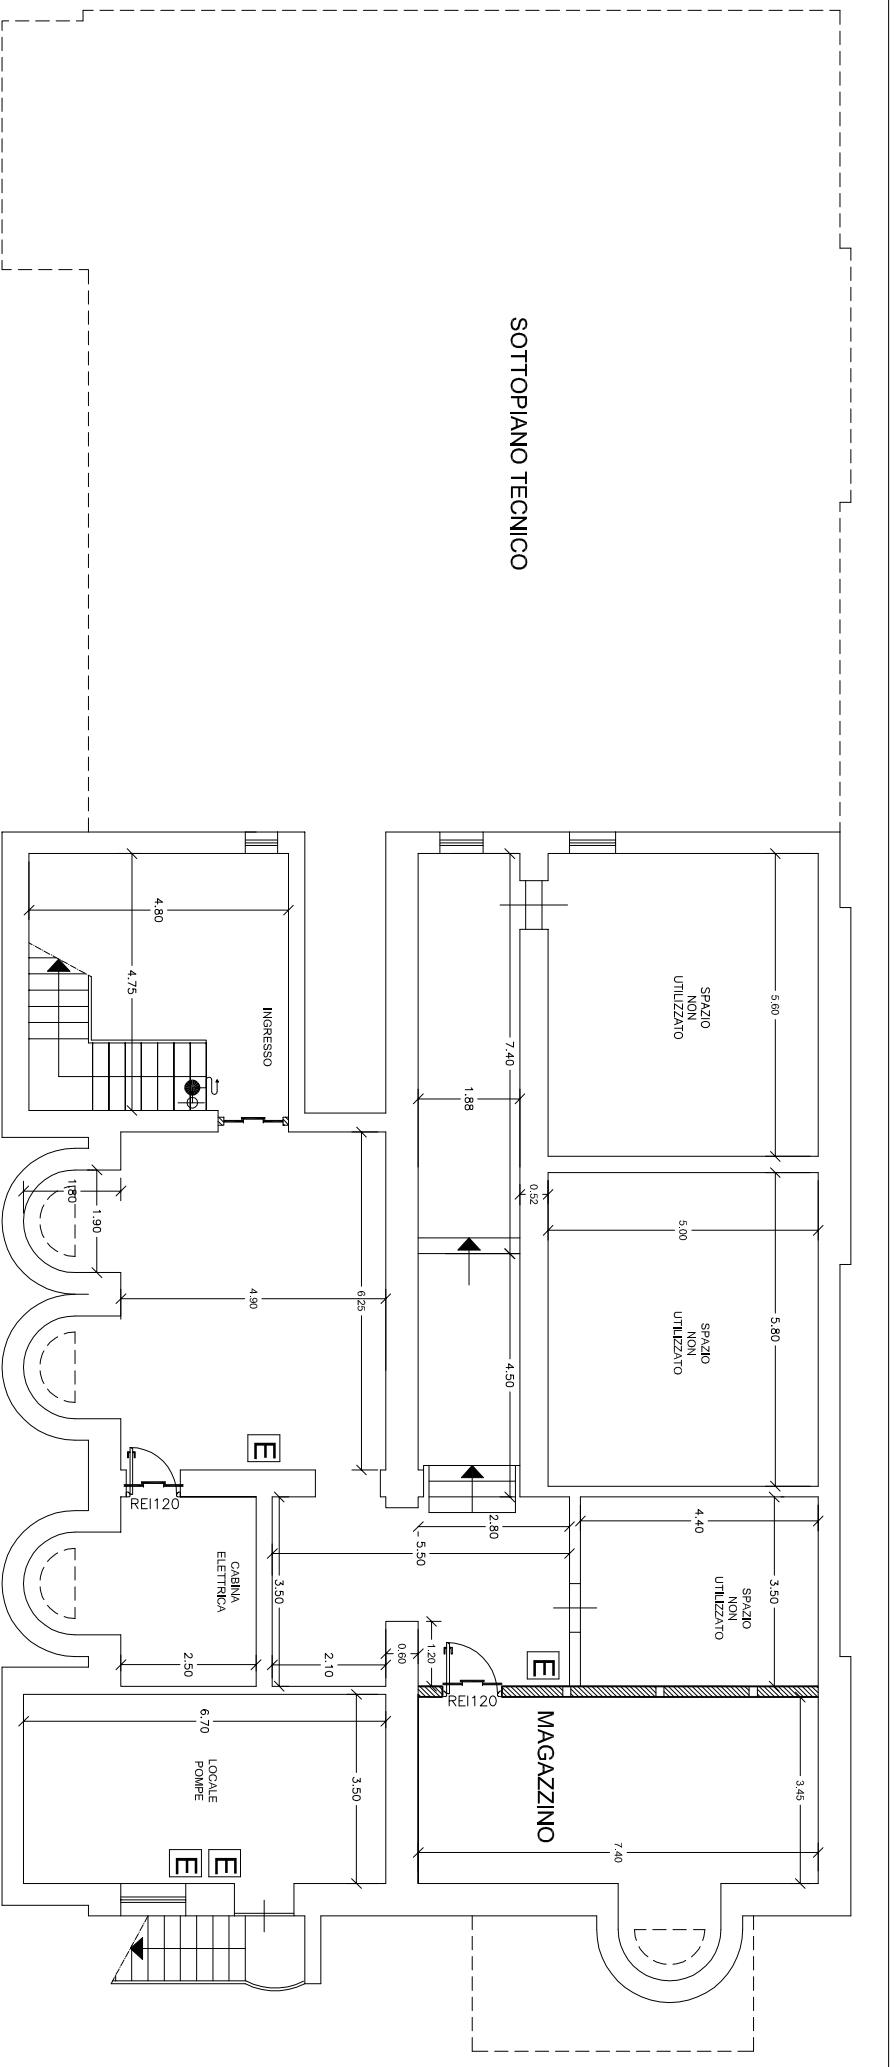 SOTTOPIANO TECNICO
4.80
4.75
INGRESSO
7.40
1.88
5.60
SPAZIO
NON
UTILIZZATO
1.80
1.90
4.90
6.25
0.52
5.00
5.80
SPAZIO
NON
UTILIZZATO
4.50
E
REI120
CABINA
ELETTRICA
3.50
2.50
2.10
5.50
2.80
0.60
1.20
4.40
3.50
SPAZIO
NON
UTILIZZATO
E
REI120
MAGAZZINO
3.45
7.40
6.70
3.50
LOCALE
POMPE
E
E